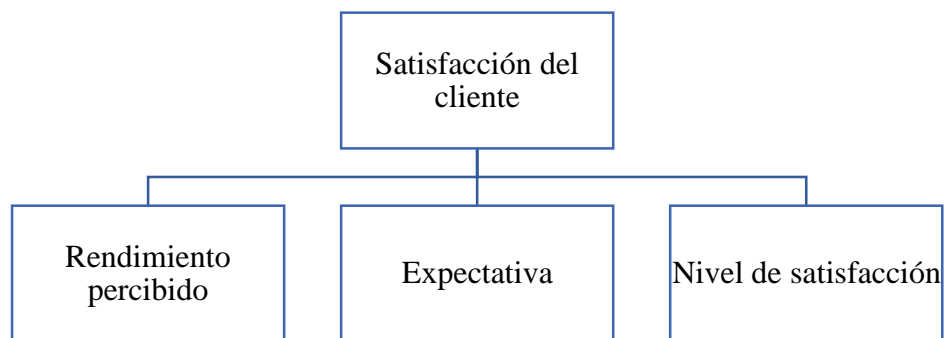 Satisfacción del
cliente
Rendimiento
percibido
Expectativa
Nivel de satisfacción